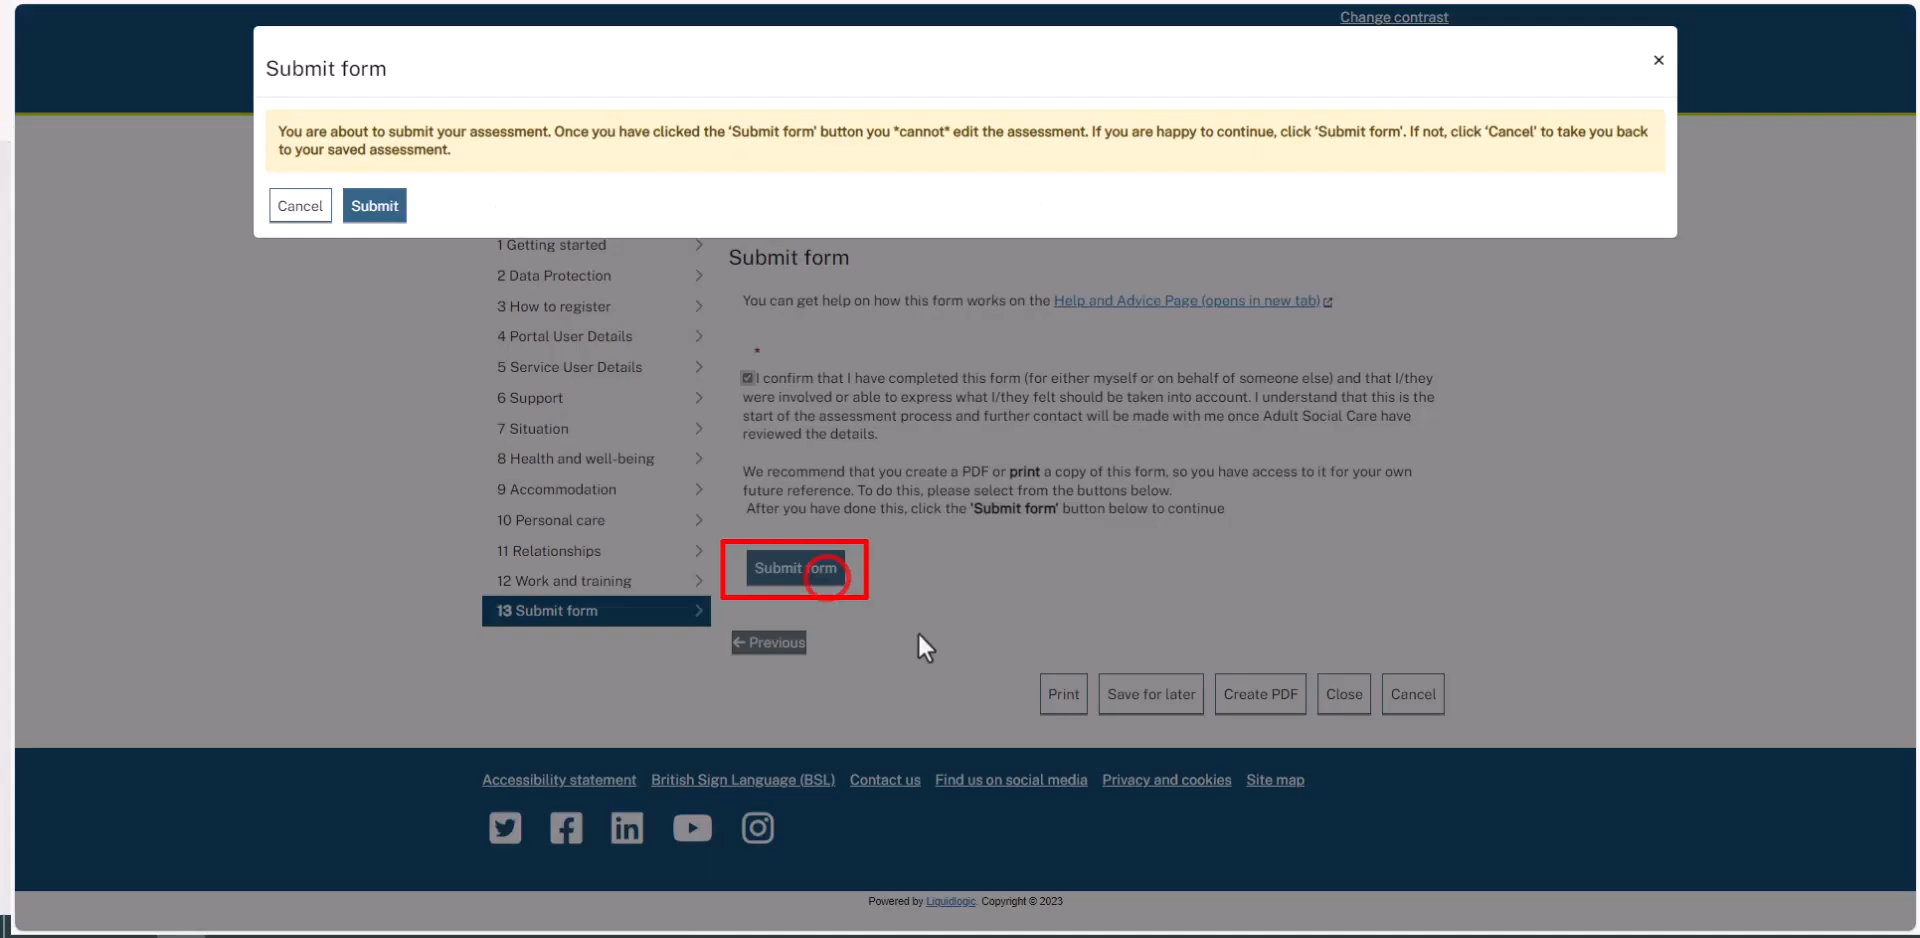 Change contrast
Submit form
×
You are about to submit your assessment. Once you have clicked the 'Submit form' button you *cannot* edit the assessment. If you are happy to continue, click 'Submit form'. If not, click 'Cancel' to take you back
to your saved assessment.
Cancel
Submit
1 Getting started
2 Data Protection
3 How to register
4 Portal User Details
5 Service User Details
6 Support
7 Situation
8 Health and well-being
9 Accommodation
10 Personal care
11 Relationships
12 Work and training
13 Submit form
Submit form
You can get help on how this form works on the Help and Advice Page (opens in new tab)
*
I confirm that I have completed this form (for either myself or on behalf of someone else) and that I/they
were involved or able to express what I/they felt should be taken into account. I understand that this is the
start of the assessment process and further contact will be made with me once Adult Social Care have
reviewed the details.
We recommend that you create a PDF or print a copy of this form, so you have access to it for your own
future reference. To do this, please select from the buttons below.
After you have done this, click the 'Submit form' button below to continue
Submit form
← Previous
Print
Save for later
Create PDF
Close
Cancel
Accessibility statement
British Sign Language (BSL)
Contact us
Find us on social media
Privacy and cookies
Site map
Powered by Liquidlogic. Copyright © 2023